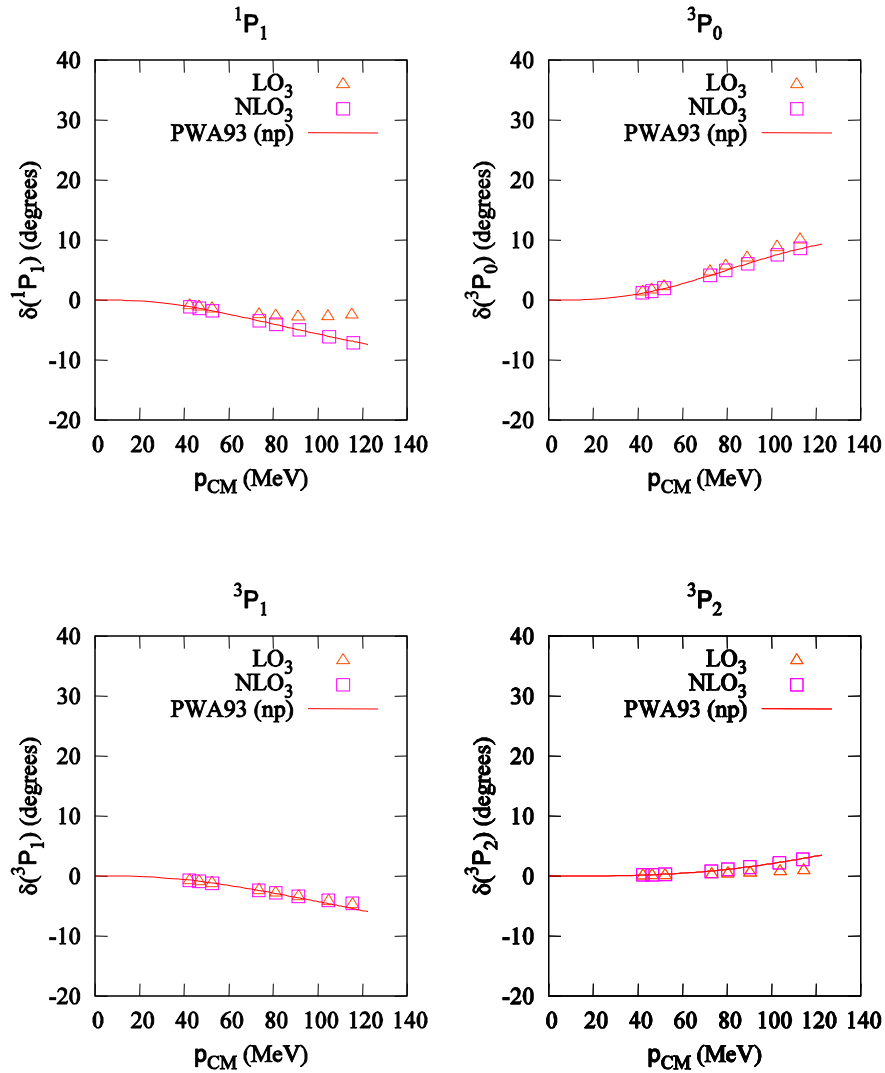 ¹P₁
40
30
20
10
0
-10
-20
δ(¹P₁) (degrees)
LO₃
NLO₃
PWA93 (np)
0 20 40 60 80 100 120 140
p_CM (MeV)
³P₀
40
30
20
10
0
-10
-20
δ(³P₀) (degrees)
LO₃
NLO₃
PWA93 (np)
0 20 40 60 80 100 120 140
p_CM (MeV)
³P₁
40
30
20
10
0
-10
-20
δ(³P₁) (degrees)
LO₃
NLO₃
PWA93 (np)
0 20 40 60 80 100 120 140
p_CM (MeV)
³P₂
40
30
20
10
0
-10
-20
δ(³P₂) (degrees)
LO₃
NLO₃
PWA93 (np)
0 20 40 60 80 100 120 140
p_CM (MeV)